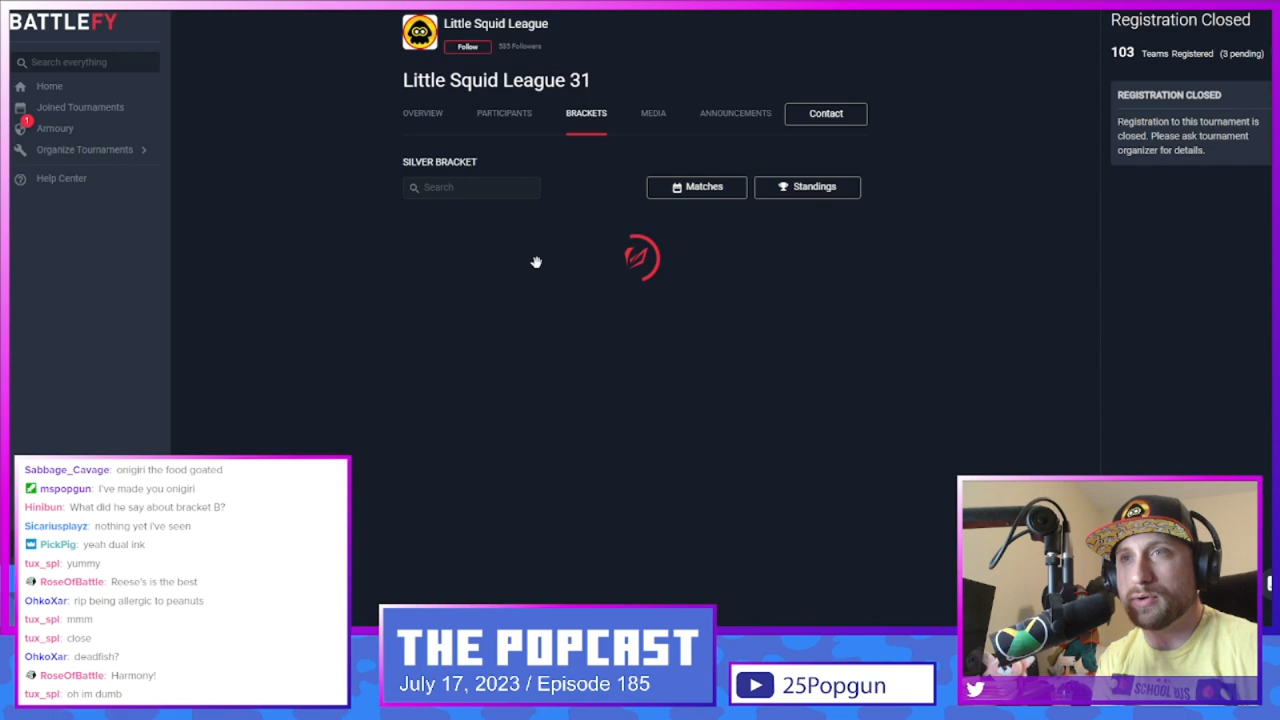 BATTLEFY
Search everything
Home
Joined Tournaments
1
Armoury
Organize Tournaments
Help Center
Little Squid League
Follow
535 Followers
Little Squid League 31
OVERVIEW
PARTICIPANTS
BRACKETS
MEDIA
ANNOUNCEMENTS
Contact
SILVER BRACKET
Search
Matches
Standings
Registration Closed
103 Teams Registered (3 pending)
REGISTRATION CLOSED
Registration to this tournament is
closed. Please ask tournament
organizer for details.
Sabbage_Cavage: onigiri the food goated
mspopgun: I've made you onigiri
Hinibun: What did he say about bracket B?
Sicariusplayz: nothing yet i've seen
PickPig: yeah dual ink
tux_spl: yummy
RoseOfBattle: Reese's is the best
OhkoXar: rip being allergic to peanuts
tux_spl: mmm
tux_spl: close
OhkoXar: deadfish?
RoseOfBattle: Harmony!
tux_spl: oh im dumb
THE POPCAST
July 17, 2023 / Episode 185
25Popgun